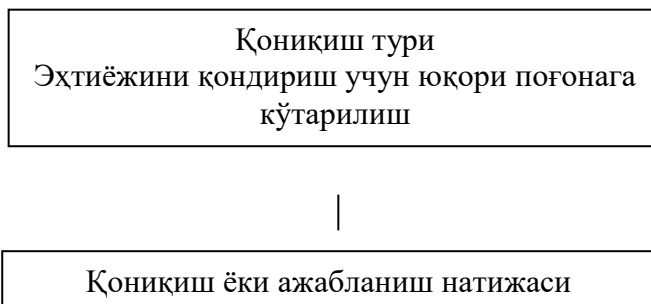 Қониқиш тури
Эҳтиёжини қондириш учун юқори поғонага
кўтарилиш
Қониқиш ёки ажабланиш натижаси